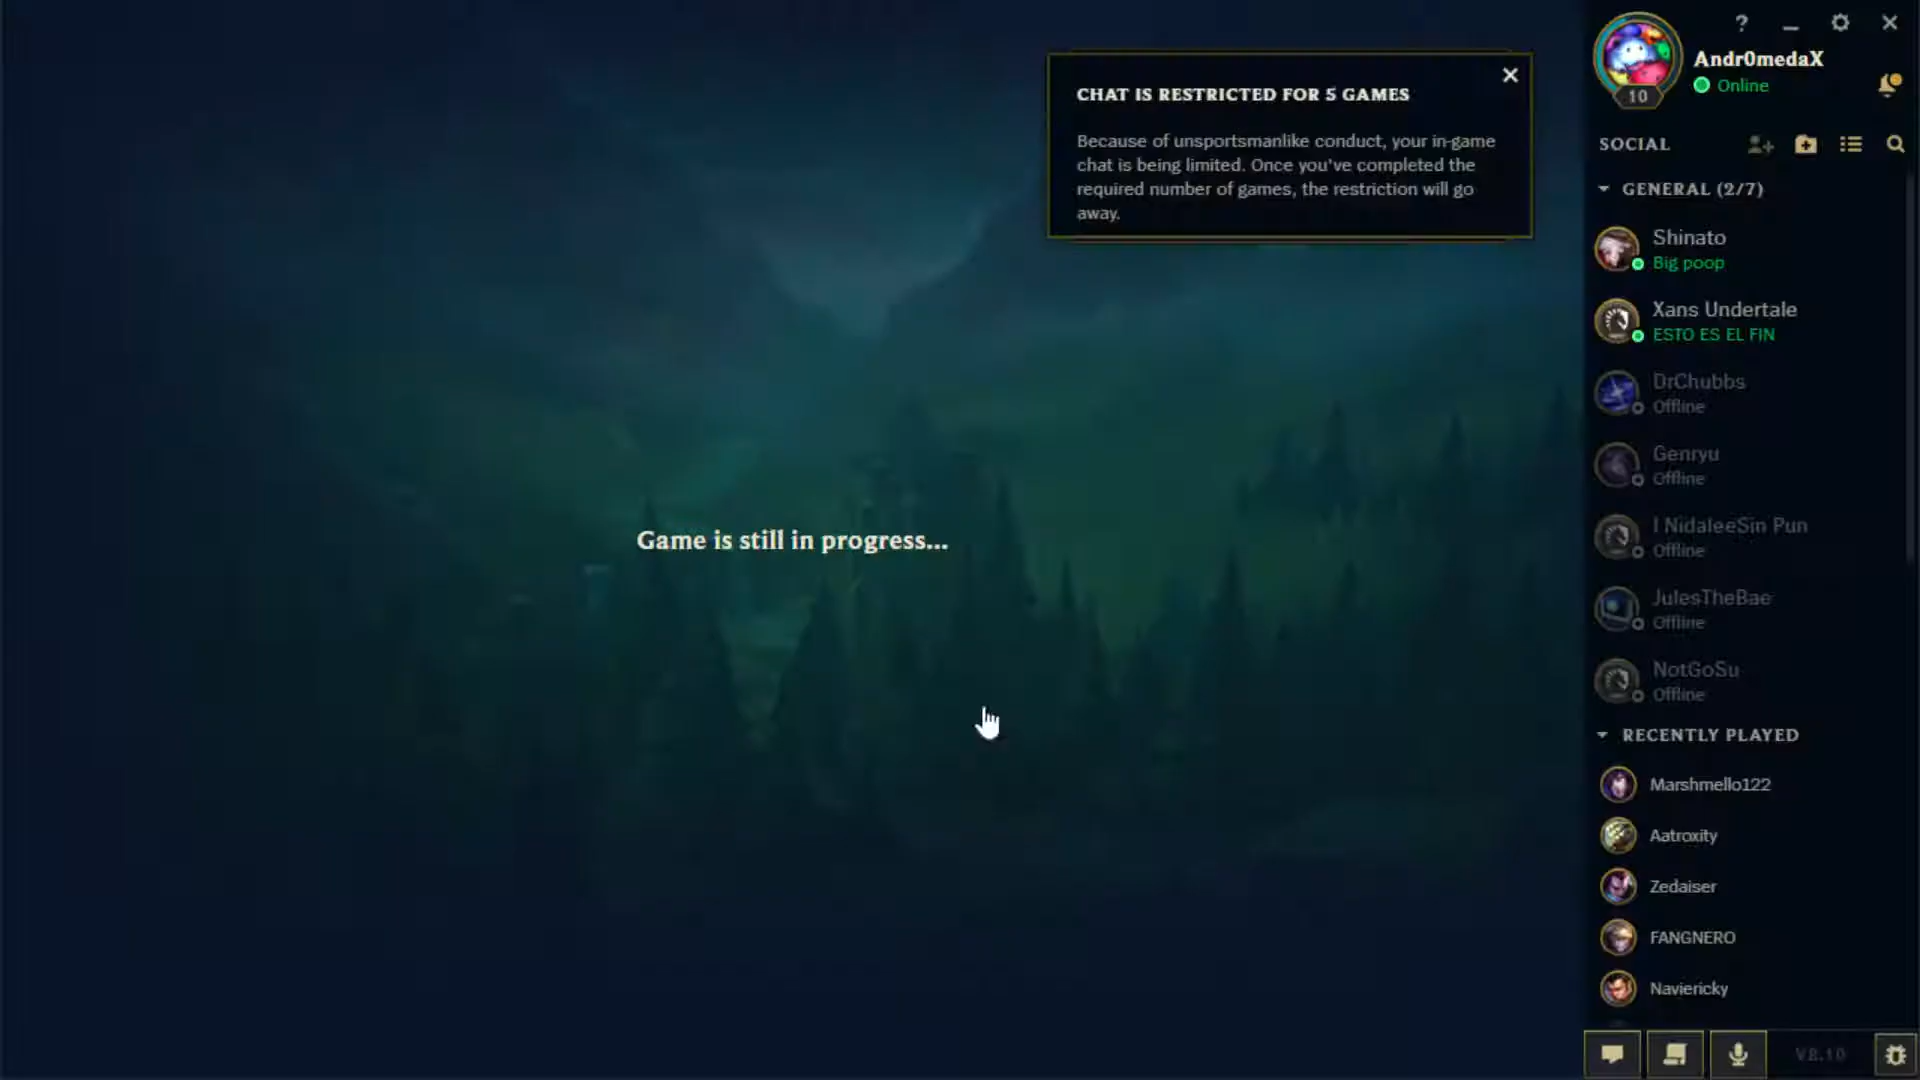 ?
Andr0medaX
Online
10
CHAT IS RESTRICTED FOR 5 GAMES
Because of unsportsmanlike conduct, your in-game
chat is being limited. Once you've completed the
required number of games, the restriction will go
away.
SOCIAL
GENERAL (2/7)
Shinato
Big poop
Xans Undertale
ESTO ES EL FIN
DrChubbs
Offline
Genryu
Offline
I NidaleeSin Pun
Offline
JulesTheBae
Offline
NotGoSu
Offline
RECENTLY PLAYED
Marshmello122
Aatroxity
Zedaiser
FANGNERO
Naviericky
V8.10
Game is still in progress...